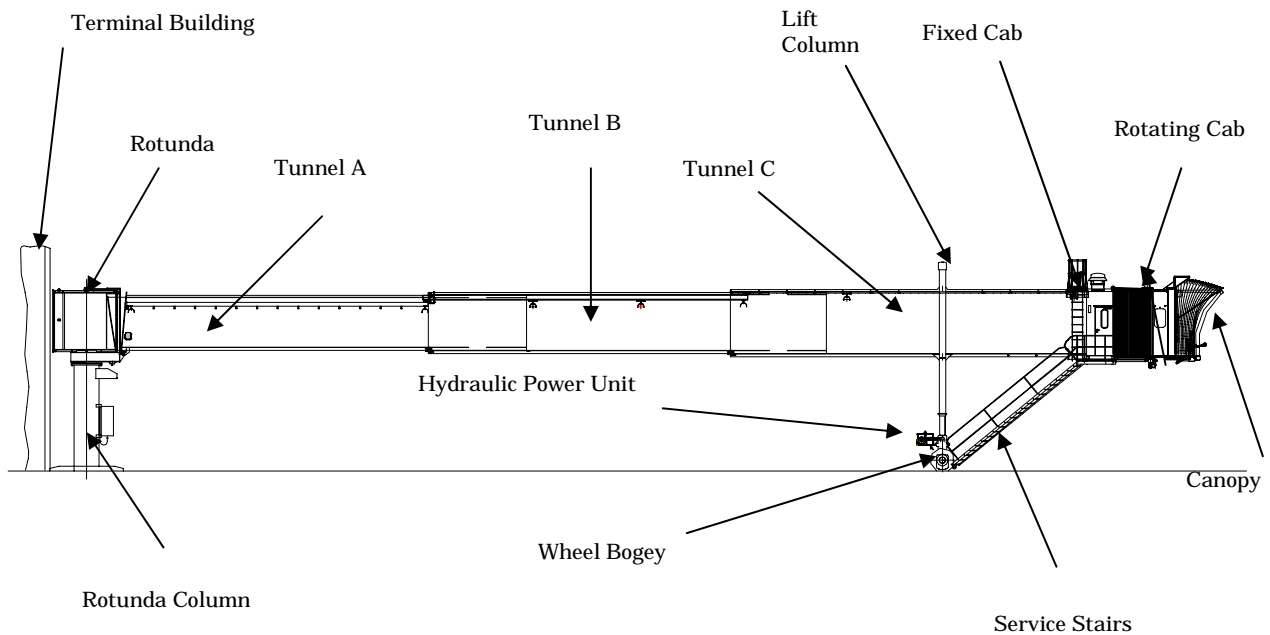 Terminal Building
Lift
Column
Fixed Cab
Rotunda
Tunnel A
Tunnel B
Tunnel C
Rotating Cab
Hydraulic Power Unit
Canopy
Wheel Bogey
Rotunda Column
Service Stairs